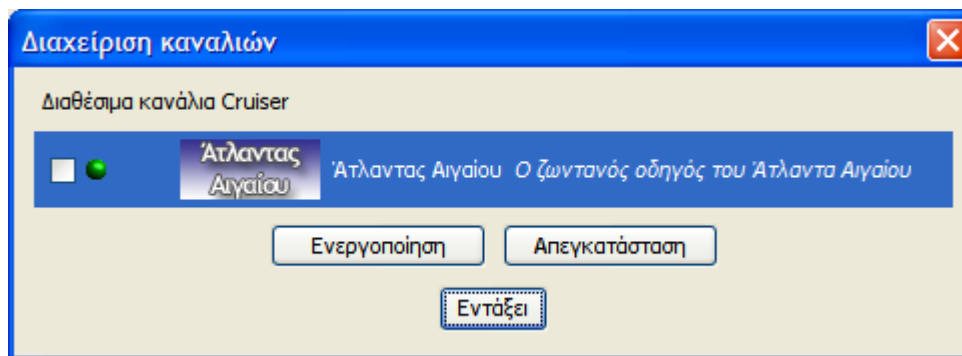 Διαχείριση καναλιών
Διαθέσιμα κανάλια Cruiser
Άτλαντας
Αιγαίου
Άτλαντας Αιγαίου Ο ζωντανός οδηγός του Άτλαντα Αιγαίου
Ενεργοποίηση Απεγκατάσταση
Εντάξει